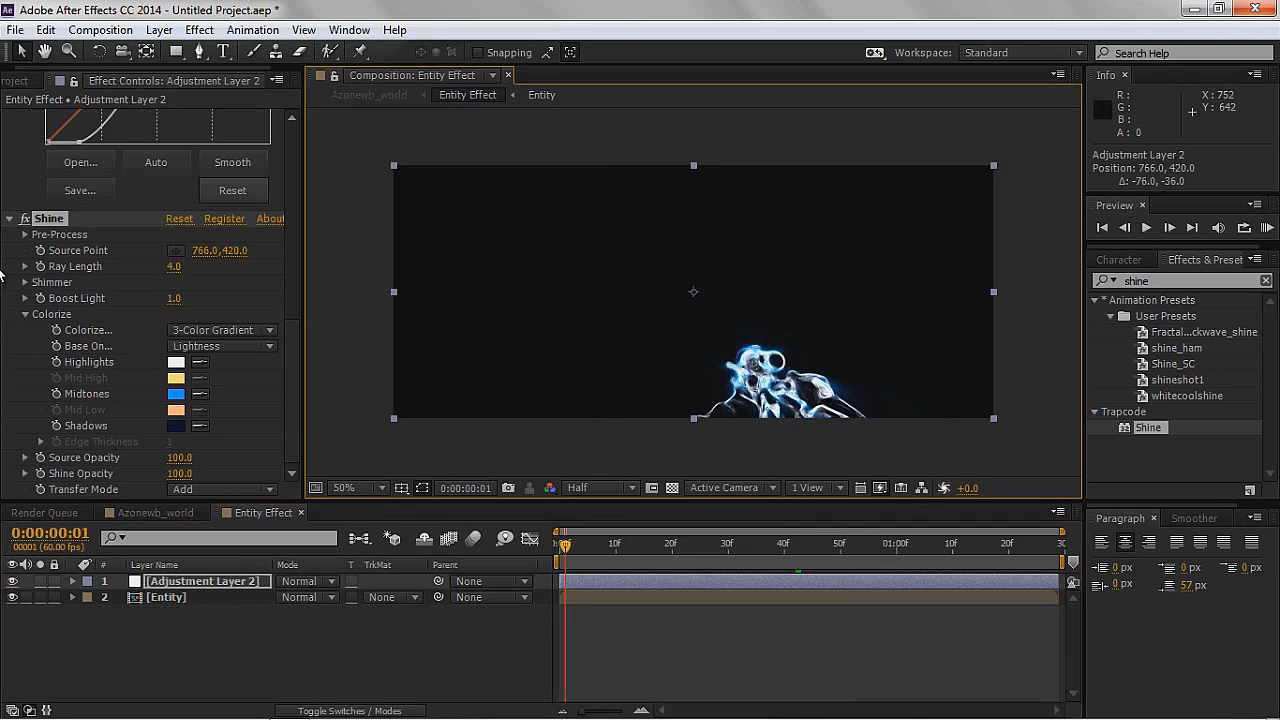 Adobe After Effects CC 2014 - Untitled Project.aep *
File Edit Composition Layer Effect Animation View Window Help
Snapping
Workspace: Standard
Search Help
roject
Effect Controls: Adjustment Layer 2
Entity Effect • Adjustment Layer 2
Open... Auto Smooth
Save... Reset
fx Shine Reset Register About
Pre-Process
Source Point 766.0,420.0
Ray Length 4.0
Shimmer
Boost Light 1.0
Colorize
Colorize... 3-Color Gradient
Base On... Lightness
Highlights
Mid High
Midtones
Mid Low
Shadows
Edge Thickness 1
Source Opacity 100.0
Shine Opacity 100.0
Transfer Mode Add
Composition: Entity Effect
Azonewb_world Entity Effect Entity
50% 0:00:00:01 Half Active Camera 1 View +0.0
Info
R : X : 752
G : Y : 642
B :
A : 0
Adjustment Layer 2
Position: 766.0, 420.0
Δ: -76.0, -36.0
Preview
Character Effects & Preset
shine
* Animation Presets
User Presets
Fractal...ckwave_shine
shine_ham
Shine_SC
shineshot1
whitecoolshine
Trapcode
Shine
Render Queue Azonewb_world Entity Effect
0:00:00:01
00001 (60.00 fps)
10f 20f 30f 40f 50f 01:00f 10f 20f 30
# Layer Name Mode T TrkMat Parent
1 [Adjustment Layer 2] Normal None
2 [Entity] Normal None None
Toggle Switches / Modes
Paragraph Smoother
0 px 0 px 0 px
0 px 57 px